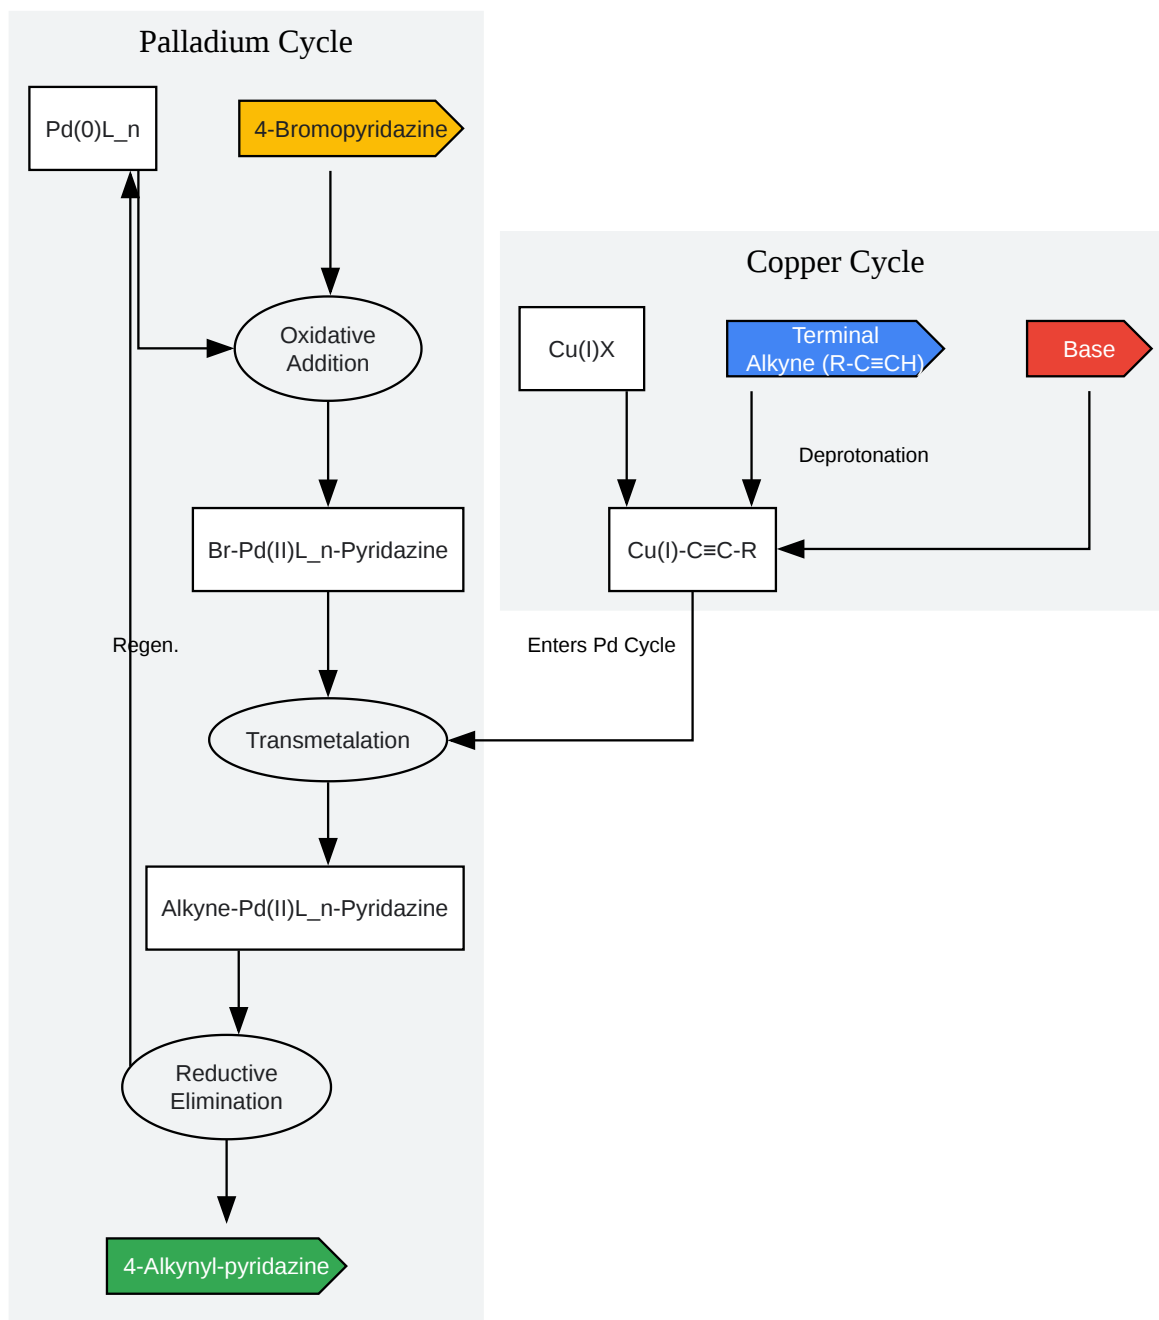 Palladium Cycle
Pd(0)L_n
4-Bromopyridazine
Oxidative
Addition
Br-Pd(II)L_n-Pyridazine
Regen.
Transmetalation
Alkyne-Pd(II)L_n-Pyridazine
Reductive
Elimination
4-Alkynyl-pyridazine
Copper Cycle
Cu(I)X
Terminal
Alkyne (R-C≡CH)
Base
Deprotonation
Cu(I)-C≡C-R
Enters Pd Cycle